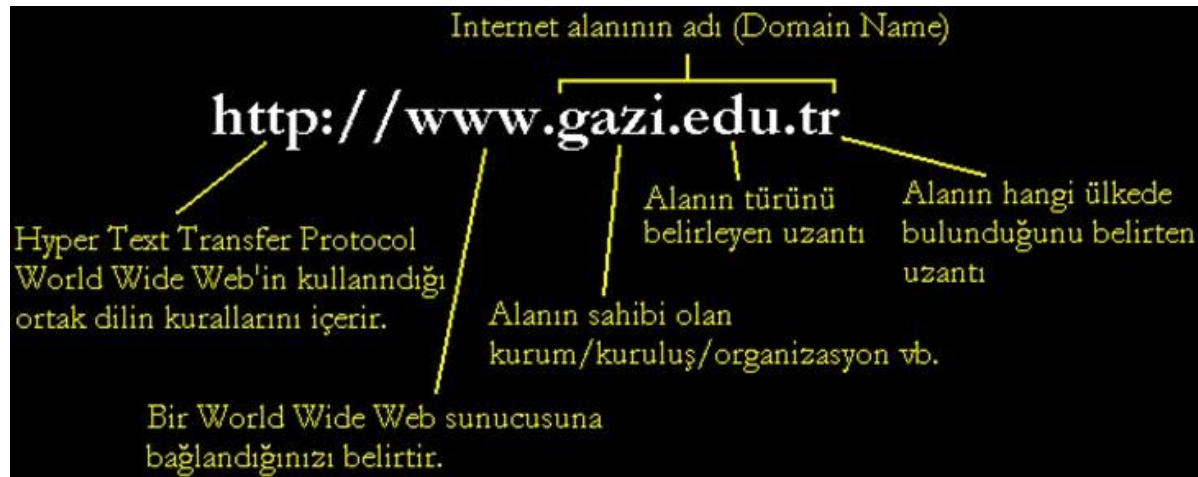 Internet alanının adı (Domain Name)
http://www.gazi.edu.tr
Hyper Text Transfer Protocol
World Wide Web'in kullanndığı
ortak dilin kurallarını içerir.
Bir World Wide Web sunucusuna
bağlandığınızı belirtir.
Alanın sahibi olan
kurum/kuruluş/organizasyon vb.
Alanın türünü
belirleyen uzantı
Alanın hangi ülkede
bulunduğunu belirten
uzantı